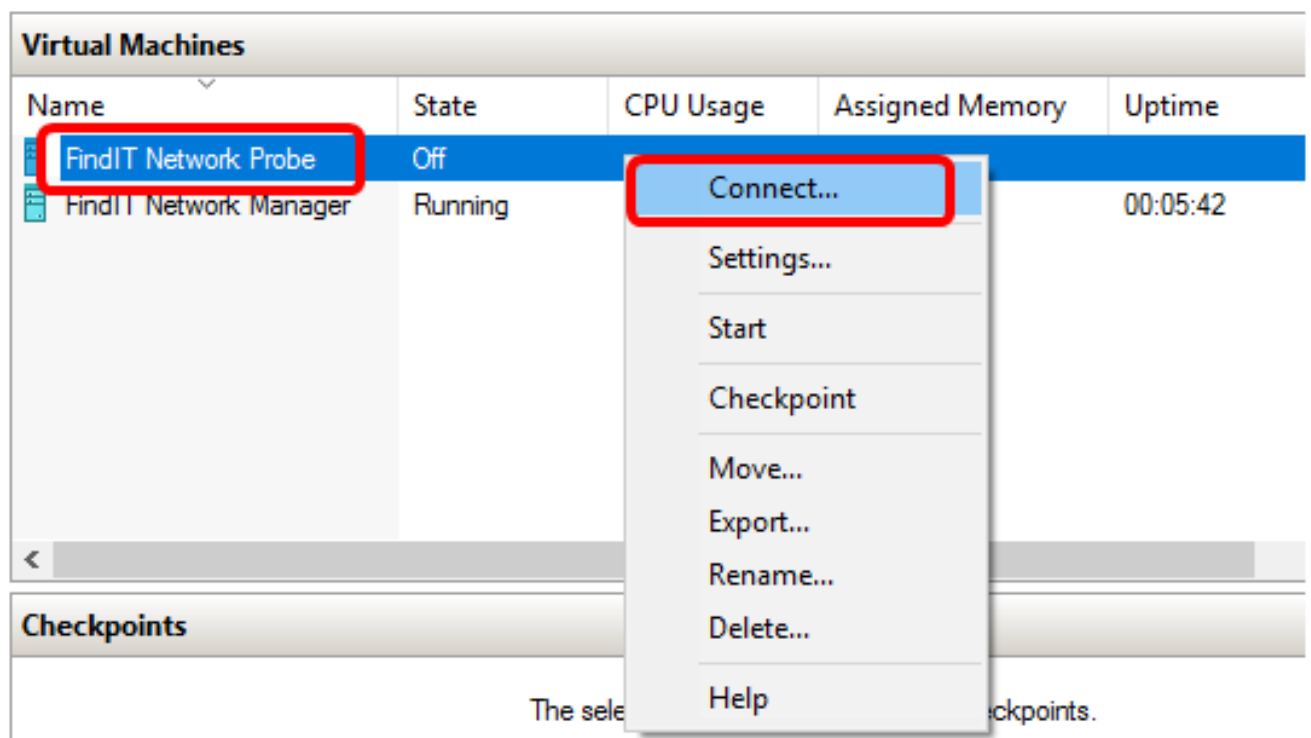 Virtual Machines
Name State CPU Usage Assigned Memory Uptime
FindIT Network Probe Off
Connect...
FindIT Network Manager Running 00:05:42
Settings...
Start
Checkpoint
Move...
Export...
Rename...
Delete...
Checkpoints
Help
The sele ckpoints.